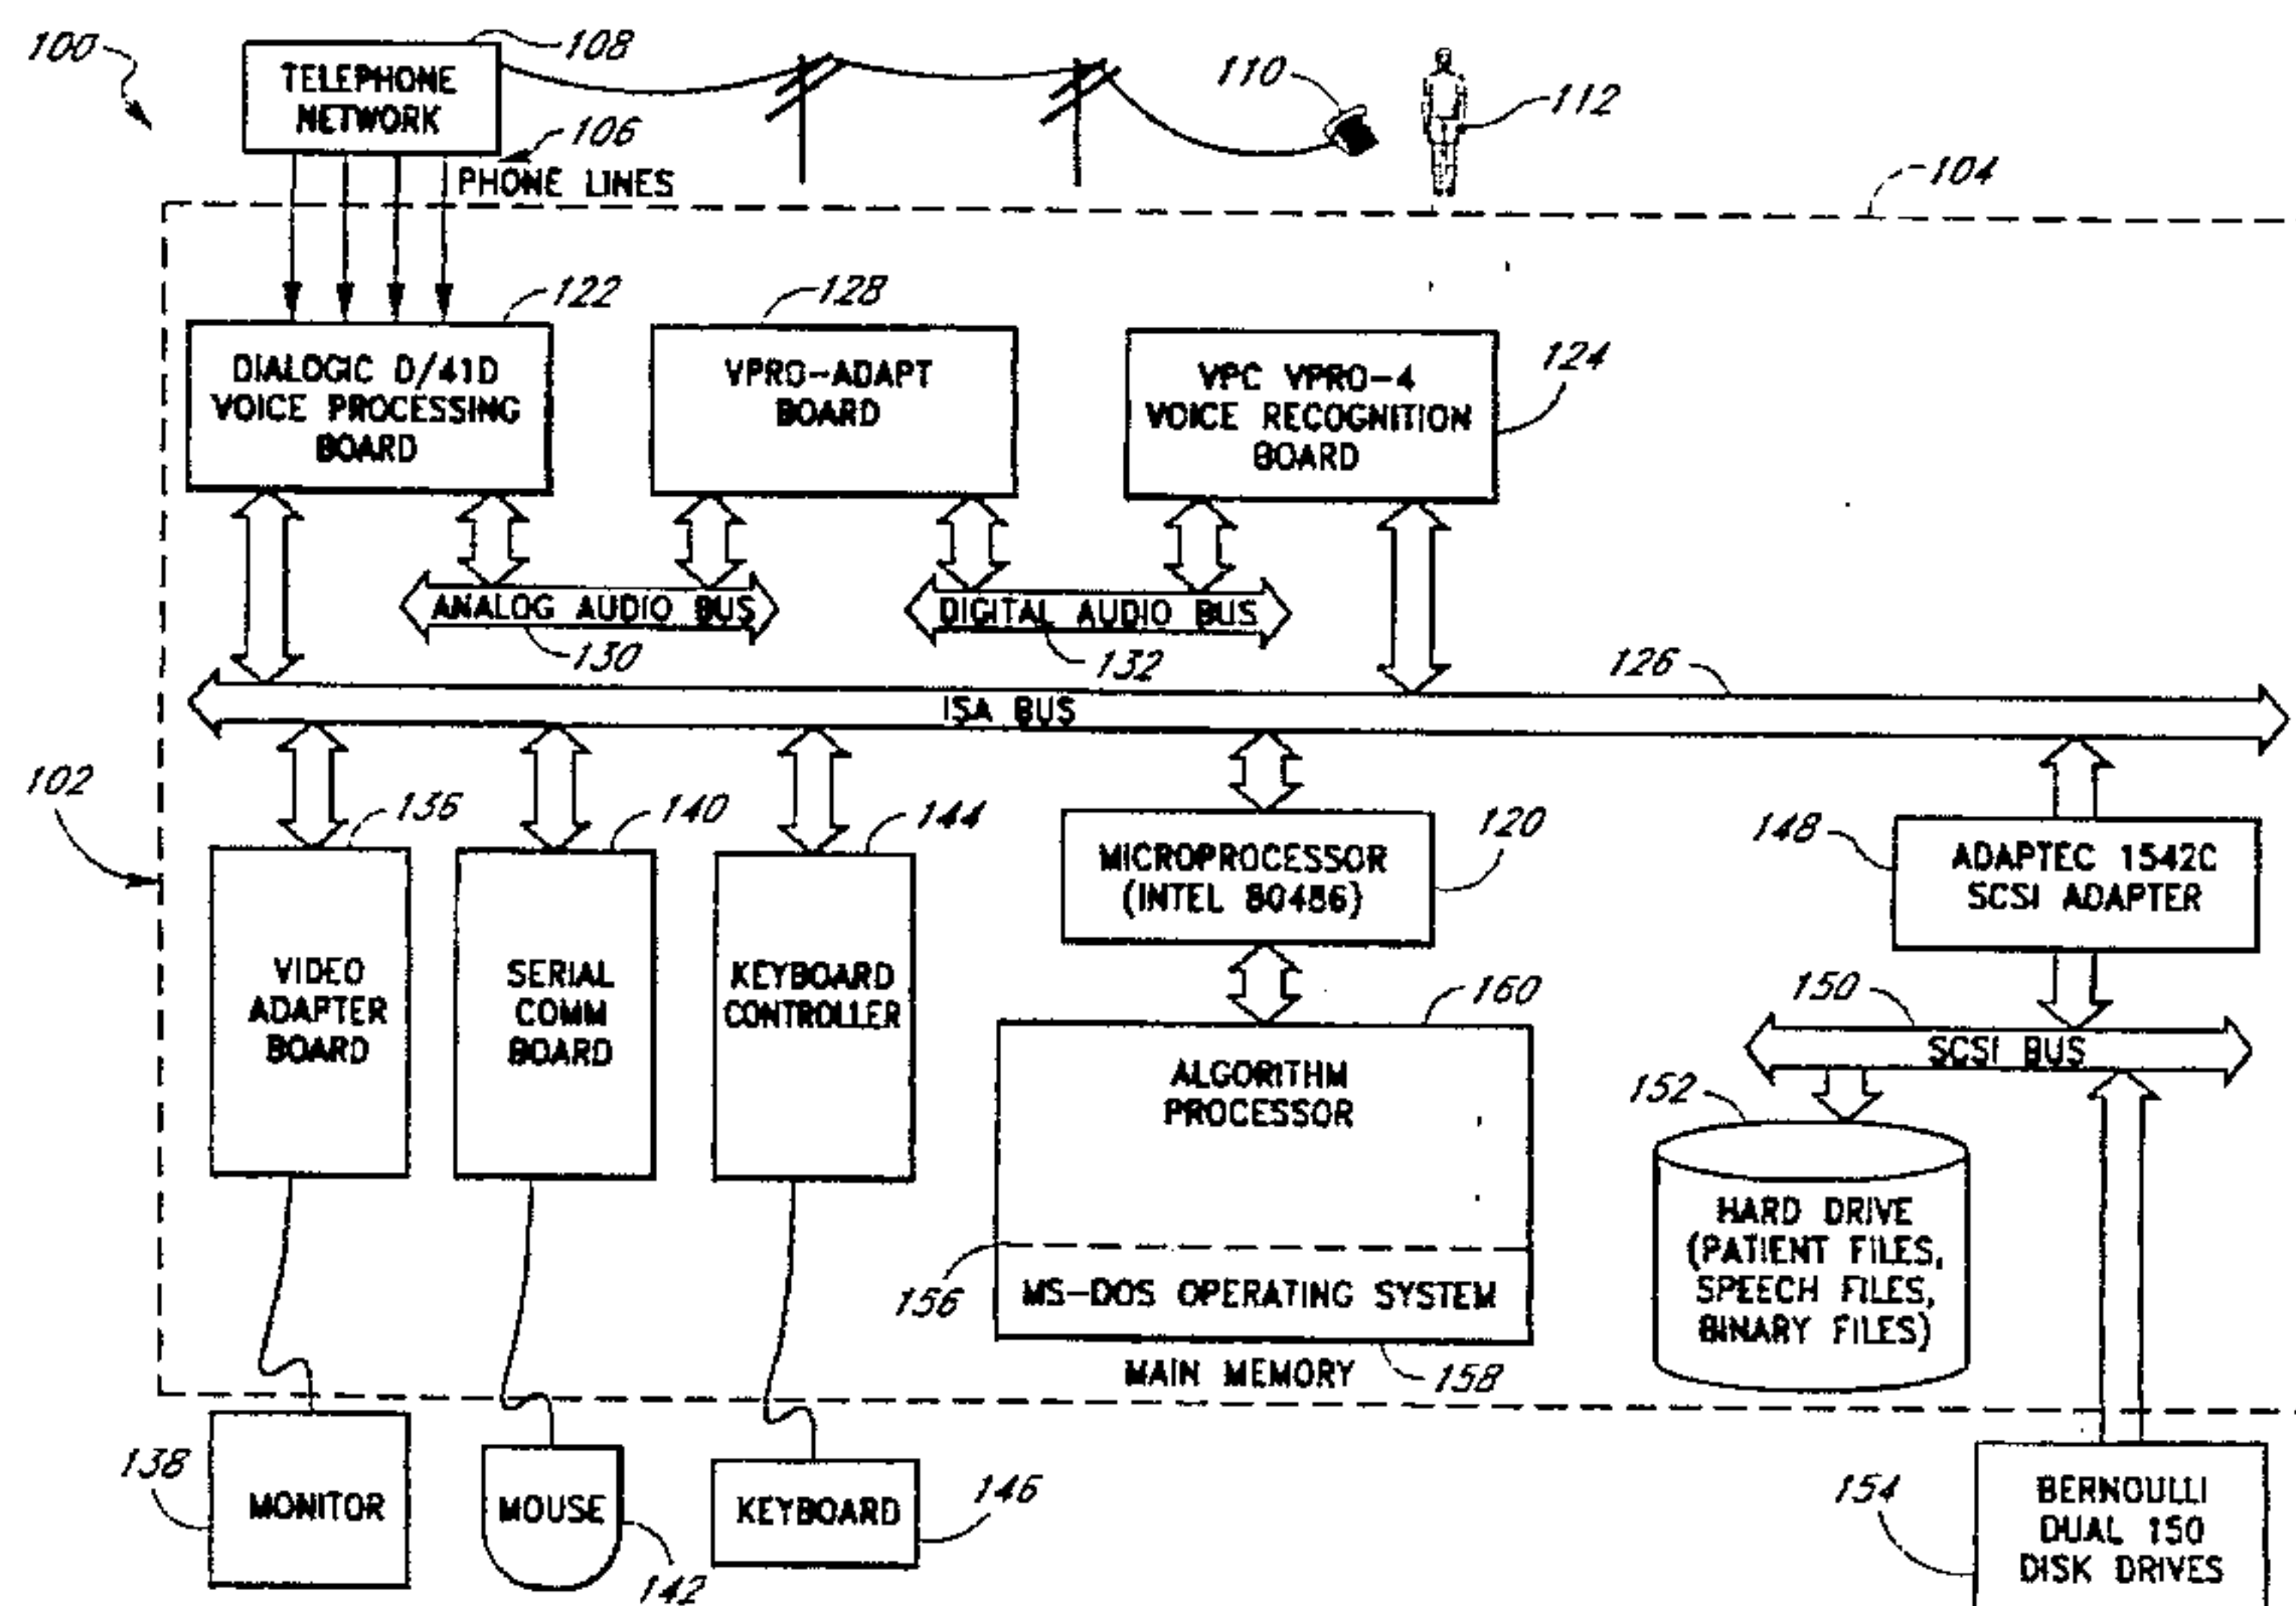 100
108
TELEPHONE
NETWORK
106
PHONE LINES
110
112
104
122
DIALOGIC D/41D
VOICE PROCESSING
BOARD
128
VPRO-ADAPT
BOARD
124
VPC VPRO-4
VOICE RECOGNITION
BOARD
ANALOG AUDIO BUS
130
DIGITAL AUDIO BUS
132
126
ISA BUS
102
136
VIDEO
ADAPTER
BOARD
140
SERIAL
COMM
BOARD
144
KEYBOARD
CONTROLLER
120
MICROPROCESSOR
(INTEL 80486)
148
ADAPTEC 1542C
SCSI ADAPTER
160
ALGORITHM
PROCESSOR
156
MS-DOS OPERATING SYSTEM
MAIN MEMORY
158
150
SCSI BUS
152
HARD DRIVE
(PATIENT FILES,
SPEECH FILES,
BINARY FILES)
138
MONITOR
MOUSE
142
KEYBOARD
146
154
BERNOULLI
DUAL 150
DISK DRIVES